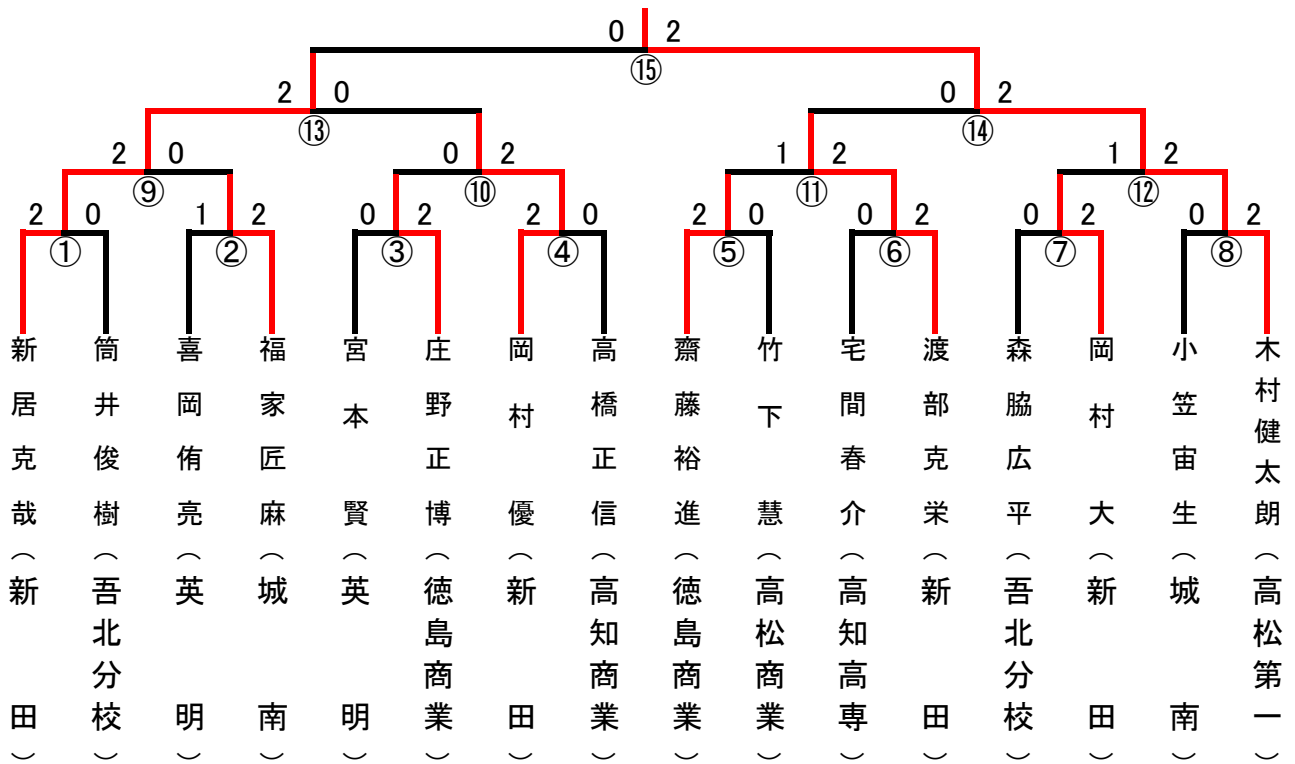 0 2
⑮
2 0
0 2
⑬
⑭
2 0
0 2
1 2
1 2
⑨
⑩
⑪
⑫
2 0
1 2
0 2
2 0
2 0
0 2
0 2
0 2
①
②
③
④
⑤
⑥
⑦
⑧
新居克哉（新田）
筒井俊樹（吾北分校）
喜岡侑亮（英明）
福家匠麻（城南）
宮本賢（英明）
庄野正博（徳島商業）
岡村優（新田）
高橋正信（高知商業）
齋藤裕進（徳島商業）
竹下慧（高松商業）
宅間春介（高知高専）
渡部克栄（新田）
森脇広平（吾北分校）
岡村大（新田）
小笠宙生（城南）
木村健太朗（高松第一）